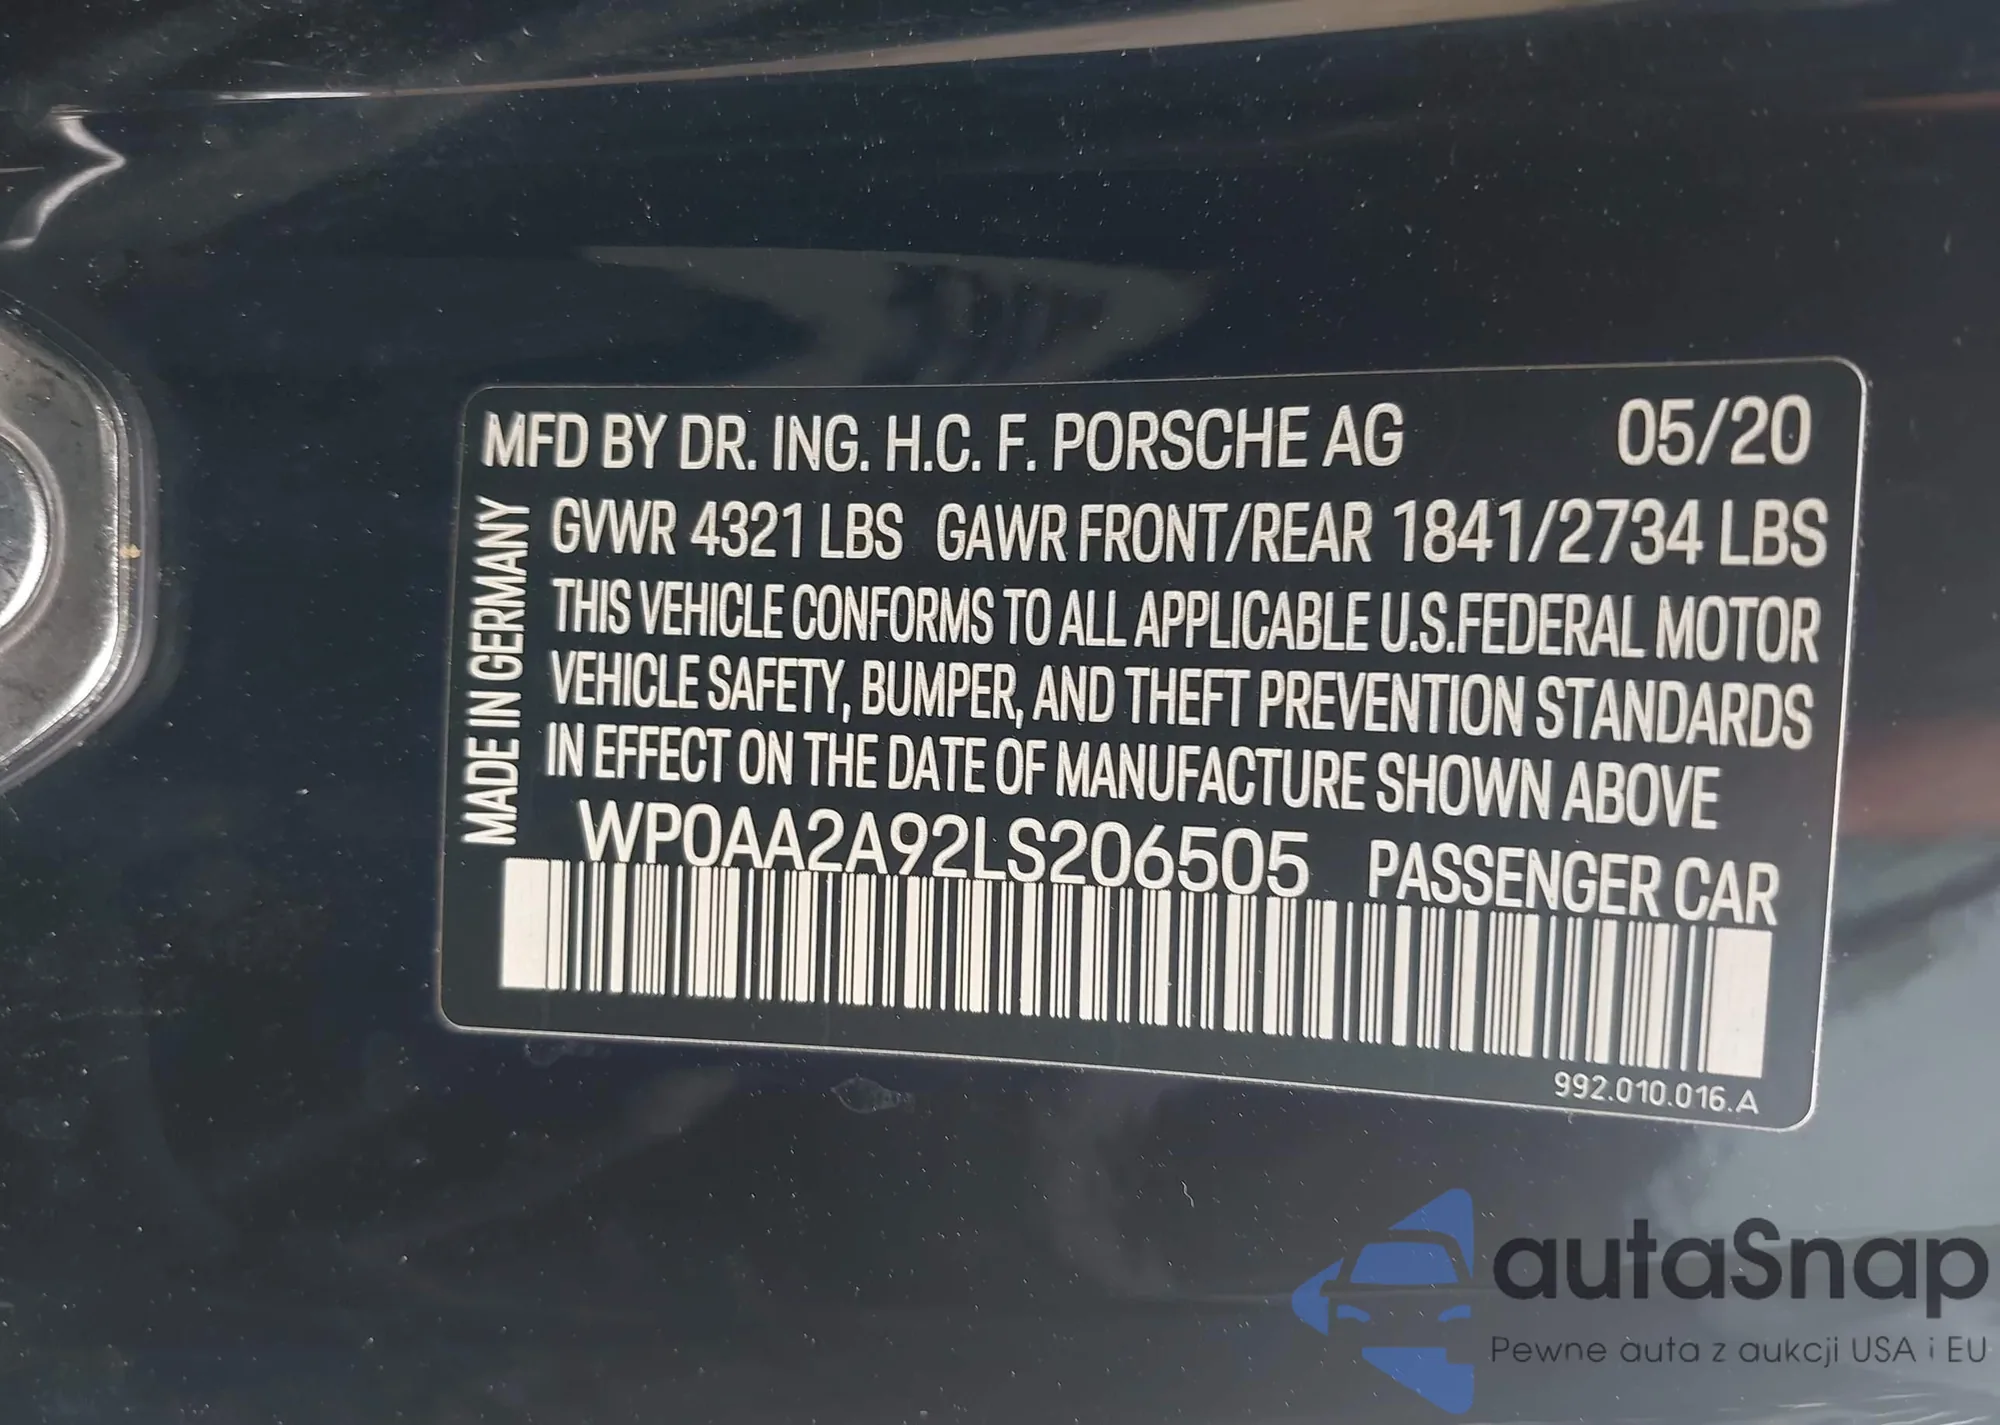 MFD BY DR. ING. H.C. F. PORSCHE AG 05/20
MADE IN GERMANY
GVWR 4321 LBS GAWR FRONT/REAR 1841/2734 LBS
THIS VEHICLE CONFORMS TO ALL APPLICABLE U.S.FEDERAL MOTOR
VEHICLE SAFETY, BUMPER, AND THEFT PREVENTION STANDARDS
IN EFFECT ON THE DATE OF MANUFACTURE SHOWN ABOVE
WP0AA2A92LS206505 PASSENGER CAR
992.010.016.A
autaSnap
Pewne auta z aukcji USA i EU